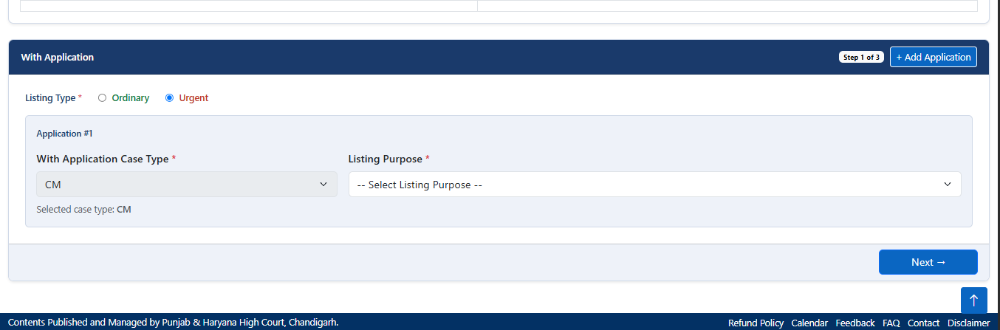 With Application
Step 1 of 3
+ Add Application
Listing Type * Ordinary Urgent
Application #1
With Application Case Type *
Listing Purpose *
CM
-- Select Listing Purpose --
Selected case type: CM
Next →
↑
Contents Published and Managed by Punjab & Haryana High Court, Chandigarh.
Refund Policy Calendar Feedback FAQ Contact Disclaimer